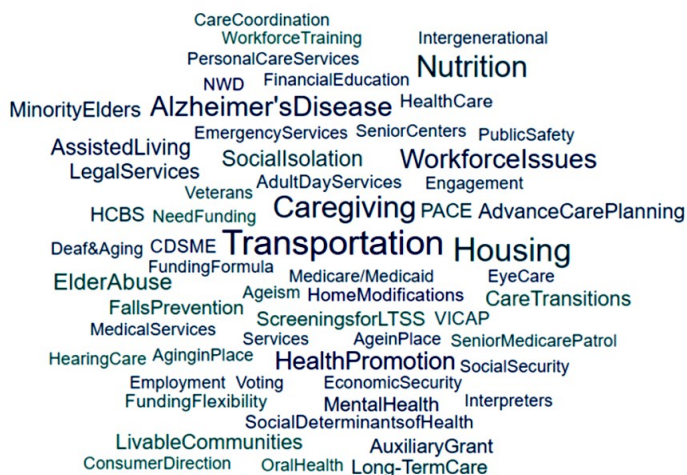 CareCoordination
WorkforceTraining Intergenerational
PersonalCareServices Nutrition
NWD FinancialEducation
MinorityElders Alzheimer'sDisease HealthCare
EmergencyServices SeniorCenters PublicSafety
AssistedLiving SocialIsolation WorkforceIssues
LegalServices AdultDayServices Engagement
Veterans
HCBS NeedFunding Caregiving PACE AdvanceCarePlanning
Deaf&Aging CDSME Transportation Housing
FundingFormula Medicare/Medicaid EyeCare
ElderAbuse Ageism HomeModifications CareTransitions
FallsPrevention ScreeningsforLTSS VICAP
MedicalServices Services AgeinPlace SeniorMedicarePatrol
HearingCare AginginPlace HealthPromotion SocialSecurity
Employment Voting EconomicSecurity
FundingFlexibility MentalHealth Interpreters
SocialDeterminantsofHealth
LivableCommunities AuxiliaryGrant
ConsumerDirection OralHealth Long-TermCare